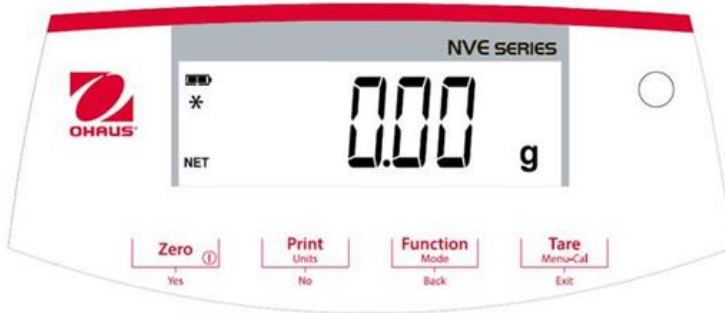 NVE SERIES
OHAUS
*
NET
0.00 g
Zero
Yes
Print
Units
No
Function
Mode
Back
Tare
Menu-Cal
Exit